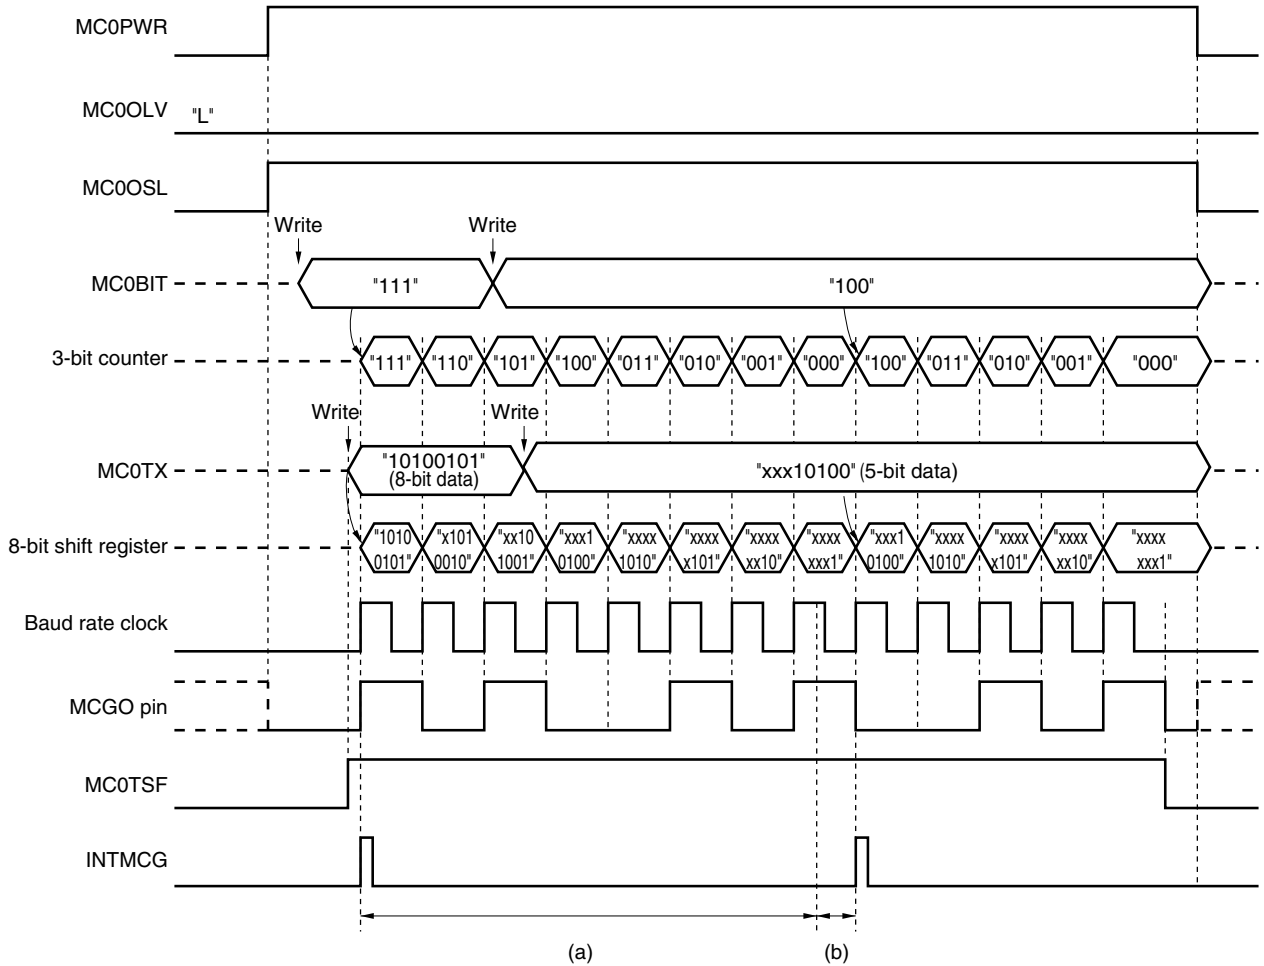 MC0PWR
MC0OLV "L"
MC0OSL
Write Write
MC0BIT "111" "100"
3-bit counter "111" "110" "101" "100" "011" "010" "001" "000" "100" "011" "010" "001" "000"
Write Write
MC0TX "10100101" "xxx10100" (5-bit data)
(8-bit data)
8-bit shift register "1010 "x101 "xx10 "xxx1 "xxxx "xxxx "xxxx "xxxx "xxx1 "xxxx "xxxx "xxxx "xxxx
0101" 0010" 1001" 0100" 1010" x101" xx10" xxx1" 0100" 1010" x101" xx10" xxx1"
Baud rate clock
MCGO pin
MC0TSF
INTMCG
(a) (b)